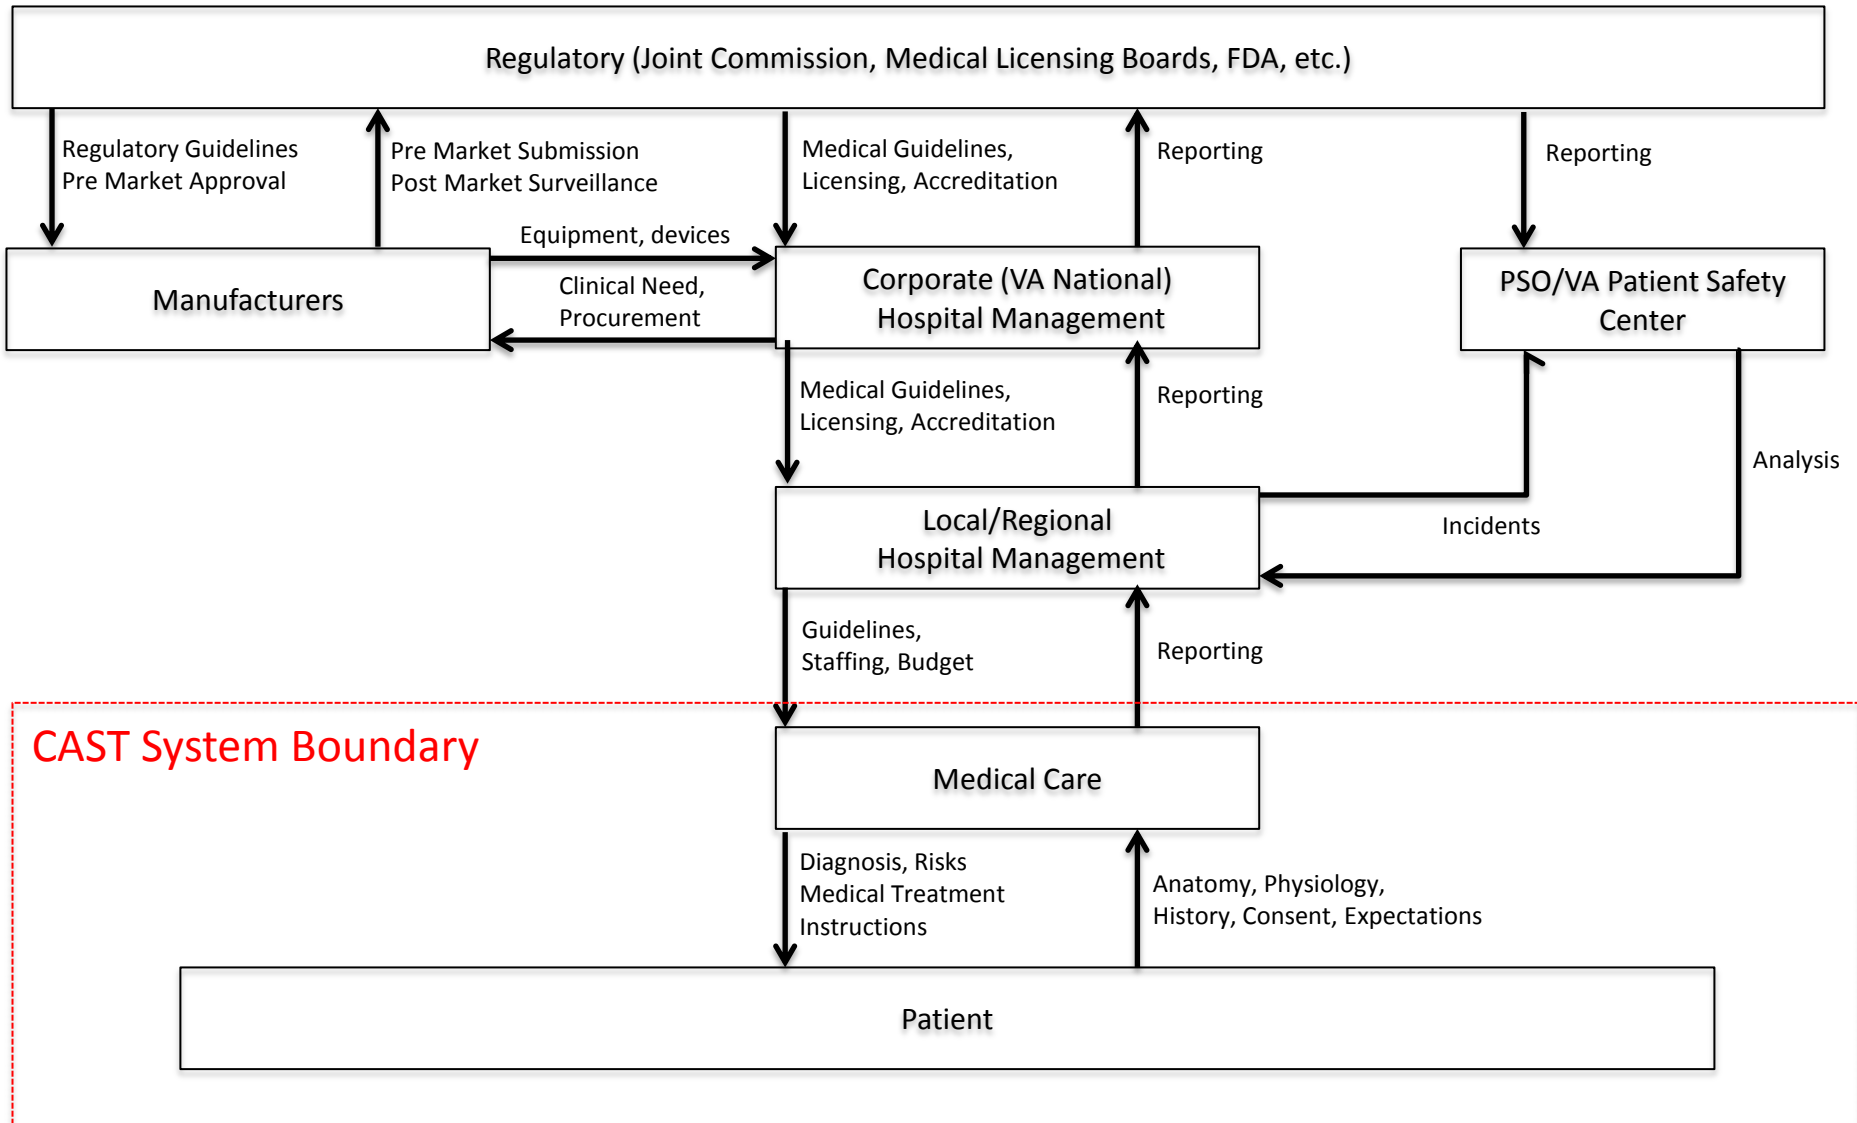 Regulatory (Joint Commission, Medical Licensing Boards, FDA, etc.)
Regulatory Guidelines
Pre Market Approval
Pre Market Submission
Post Market Surveillance
Medical Guidelines,
Licensing, Accreditation
Reporting
Reporting
Equipment, devices
Clinical Need,
Procurement
Manufacturers
Corporate (VA National)
Hospital Management
PSO/VA Patient Safety
Center
Medical Guidelines,
Licensing, Accreditation
Reporting
Analysis
Local/Regional
Hospital Management
Incidents
Guidelines,
Staffing, Budget
Reporting
CAST System Boundary
Medical Care
Diagnosis, Risks
Medical Treatment
Instructions
Anatomy, Physiology,
History, Consent, Expectations
Patient